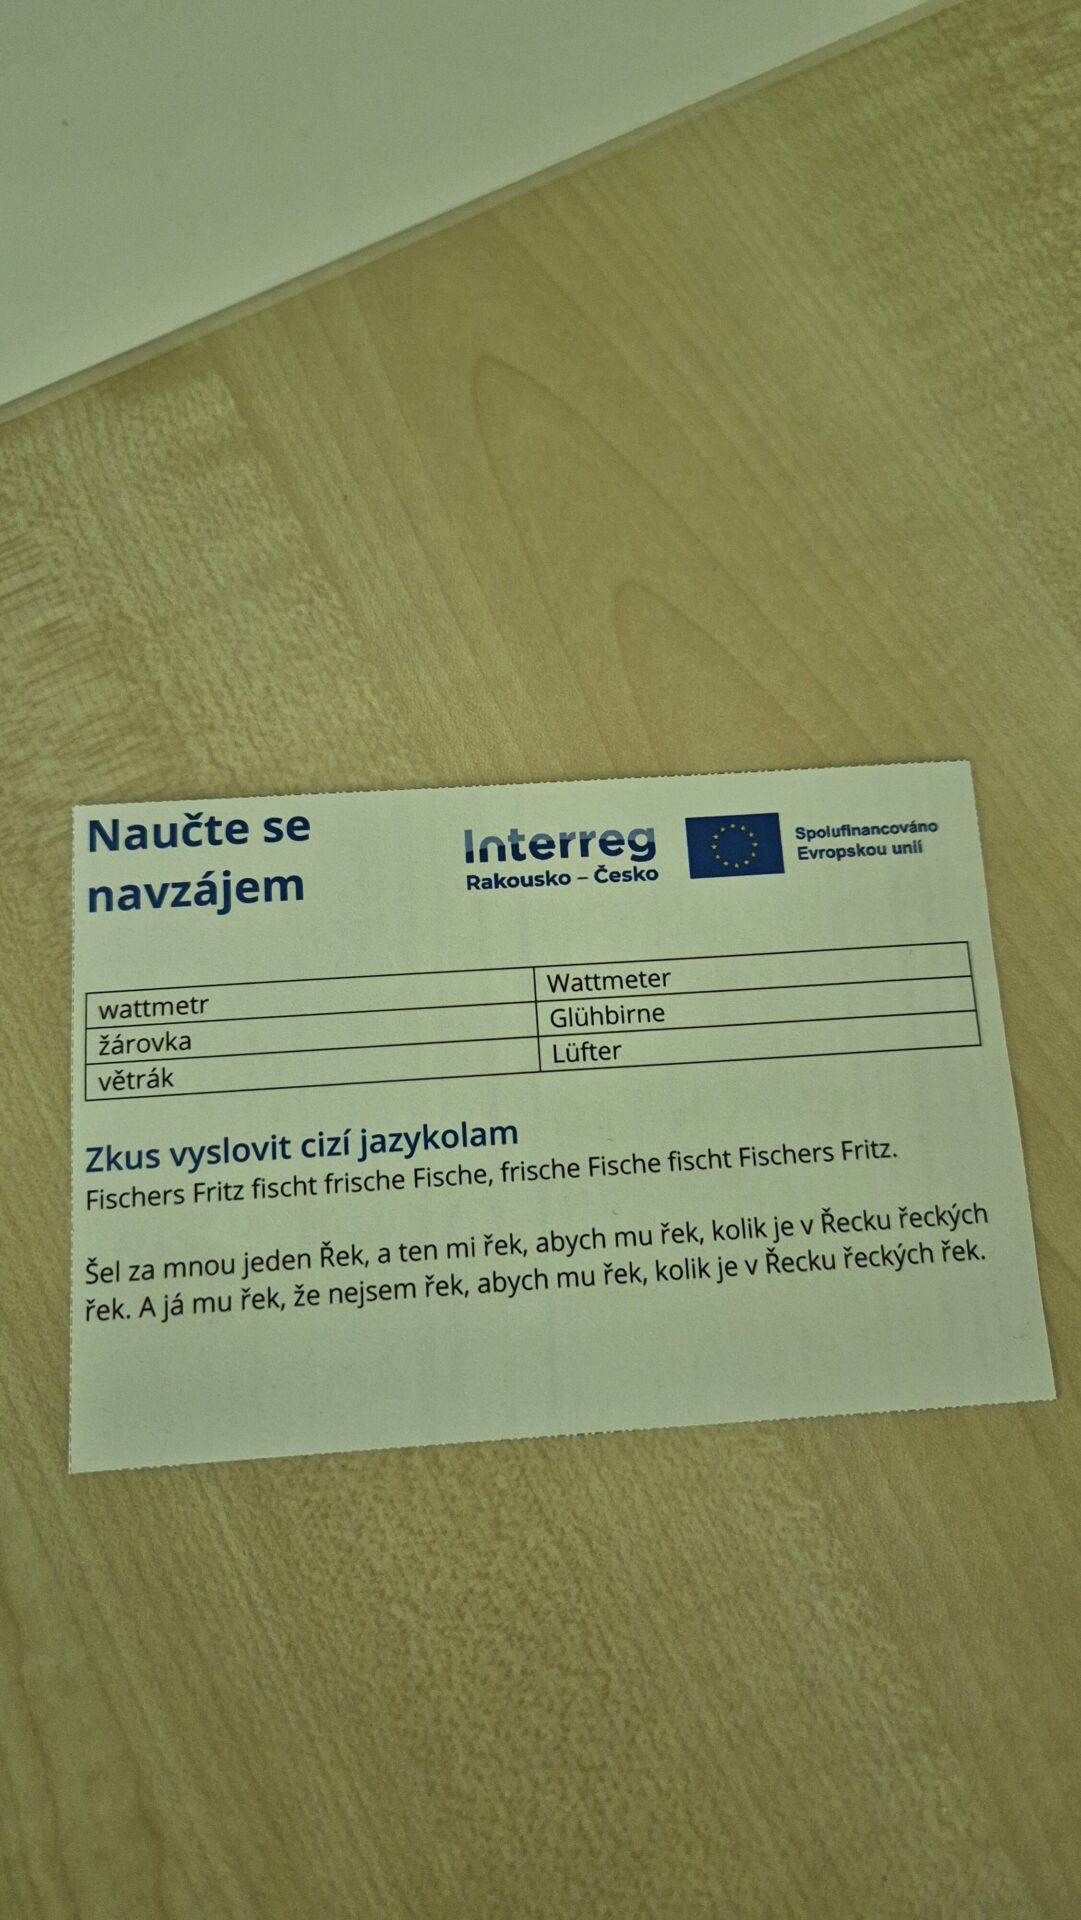 Naučte se
navzájem
Interreg
Rakousko – Česko
Spolufinancováno
Evropskou unií
wattmetr Wattmeter
žárovka Glühbirne
větrák Lüfter
Zkus vyslovit cizí jazykolam
Fischers Fritz fischt frische Fische, frische Fische fischt Fischers Fritz.
Šel za mnou jeden Řek, a ten mi řek, abych mu řek, kolik je v Řecku řeckých
řek. A já mu řek, že nejsem řek, abych mu řek, kolik je v Řecku řeckých řek.